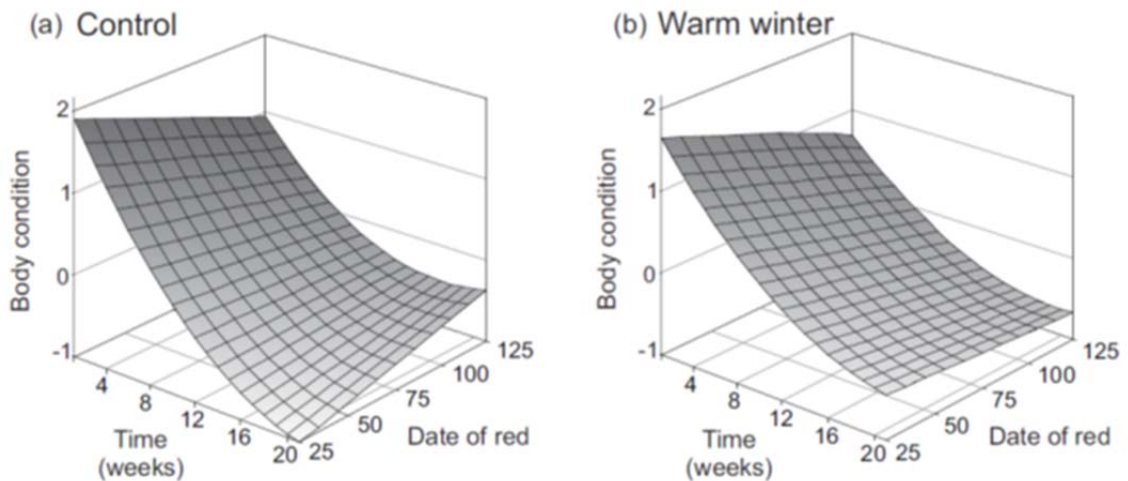 (a) Control
2
1
0
-1
Body condition
4
8
12
16
20
Time
(weeks)
25
50
75
100
125
Date of red
(b) Warm winter
2
1
0
-1
Body condition
4
8
12
16
20
Time
(weeks)
25
50
75
100
125
Date of red